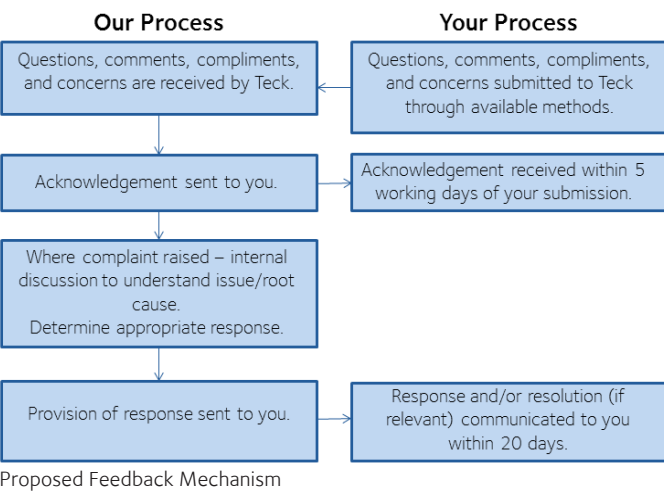 Our Process
Your Process
Questions, comments, compliments,
and concerns are received by Teck.
Questions, comments, compliments,
and concerns submitted to Teck
through available methods.
Acknowledgement sent to you.
Acknowledgement received within 5
working days of your submission.
Where complaint raised – internal
discussion to understand issue/root
cause.
Determine appropriate response.
Provision of response sent to you.
Response and/or resolution (if
relevant) communicated to you
within 20 days.
Proposed Feedback Mechanism